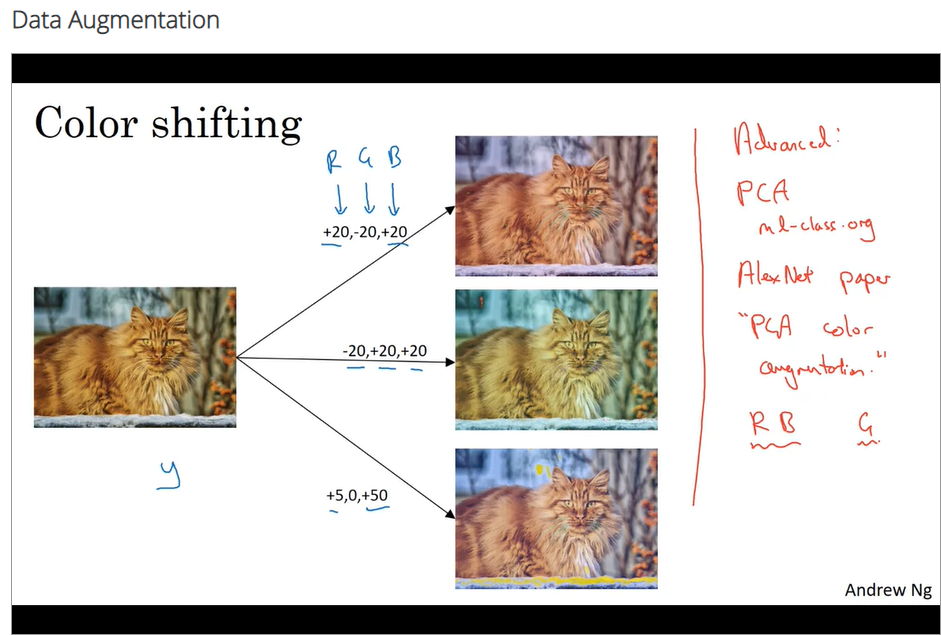 Data Augmentation
Color shifting
R G B
+20,-20,+20
-20,+20,+20
+5,0,+50
y
Advanced:
PCA
ml-class.org
AlexNet paper
"PCA color
augmentation."
R B G
Andrew Ng